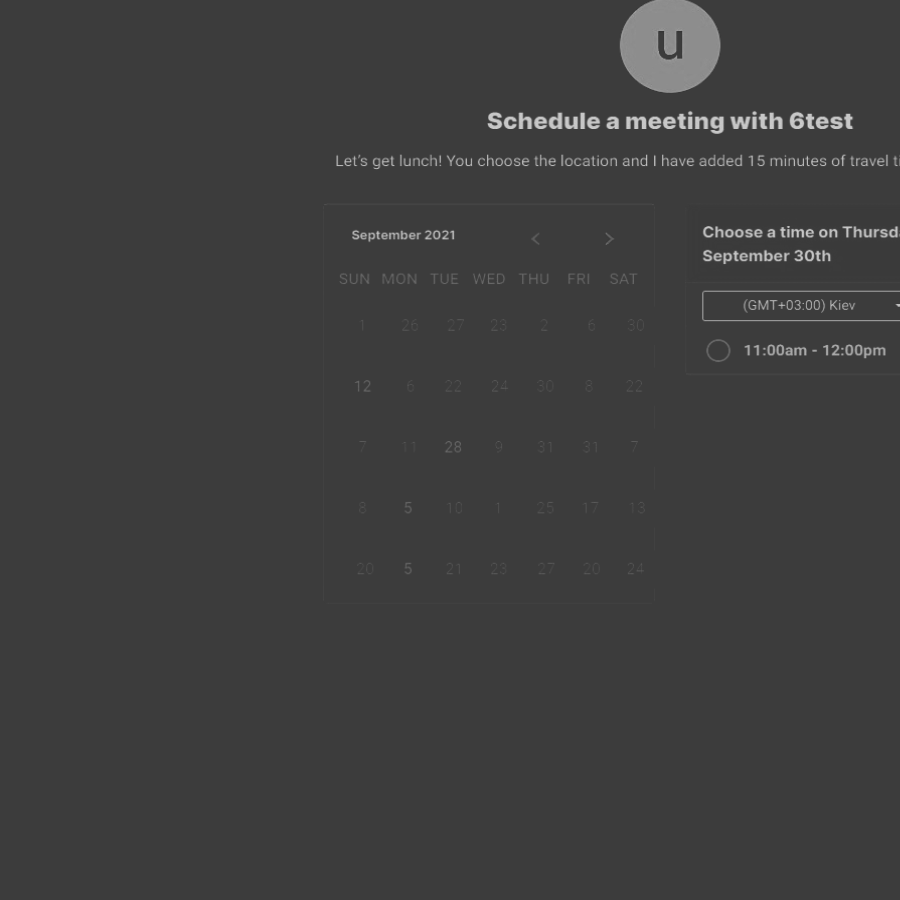 u
Schedule a meeting with 6test
Let's get lunch! You choose the location and I have added 15 minutes of travel
September 2021
SUN MON TUE WED THU FRI SAT
1 26 27 23 2 6 30
12 6 22 24 30 8 22
7 11 28 9 31 31 7
8 5 10 1 25 17 13
20 5 21 23 27 20 24
Choose a time on
September 30th
(GMT+03:00) Kiev
11:00am - 12:00pm